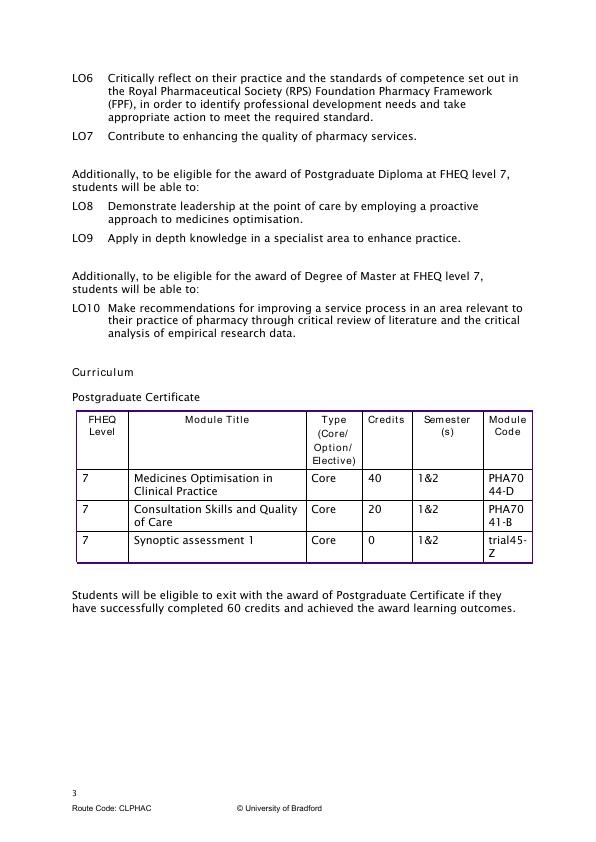 LO6 Critically reflect on their practice and the standards of competence set out in
the Royal Pharmaceutical Society (RPS) Foundation Pharmacy Framework
(FPF), in order to identify professional development needs and take
appropriate action to meet the required standard.
LO7 Contribute to enhancing the quality of pharmacy services.
Additionally, to be eligible for the award of Postgraduate Diploma at FHEQ level 7,
students will be able to:
LO8 Demonstrate leadership at the point of care by employing a proactive
approach to medicines optimisation.
LO9 Apply in depth knowledge in a specialist area to enhance practice.
Additionally, to be eligible for the award of Degree of Master at FHEQ level 7,
students will be able to:
LO10 Make recommendations for improving a service process in an area relevant to
their practice of pharmacy through critical review of literature and the critical
analysis of empirical research data.
Curriculum
Postgraduate Certificate
FHEQ Module Title Type Credits Semester Module
Level (Core/ (s) Code
Option/
Elective)
7 Medicines Optimisation in Core 40 1&2 PHA70
Clinical Practice 44-D
7 Consultation Skills and Quality Core 20 1&2 PHA70
of Care 41-B
7 Synoptic assessment 1 Core 0 1&2 trial45-
Z
Students will be eligible to exit with the award of Postgraduate Certificate if they
have successfully completed 60 credits and achieved the award learning outcomes.
3
Route Code: CLPHAC © University of Bradford